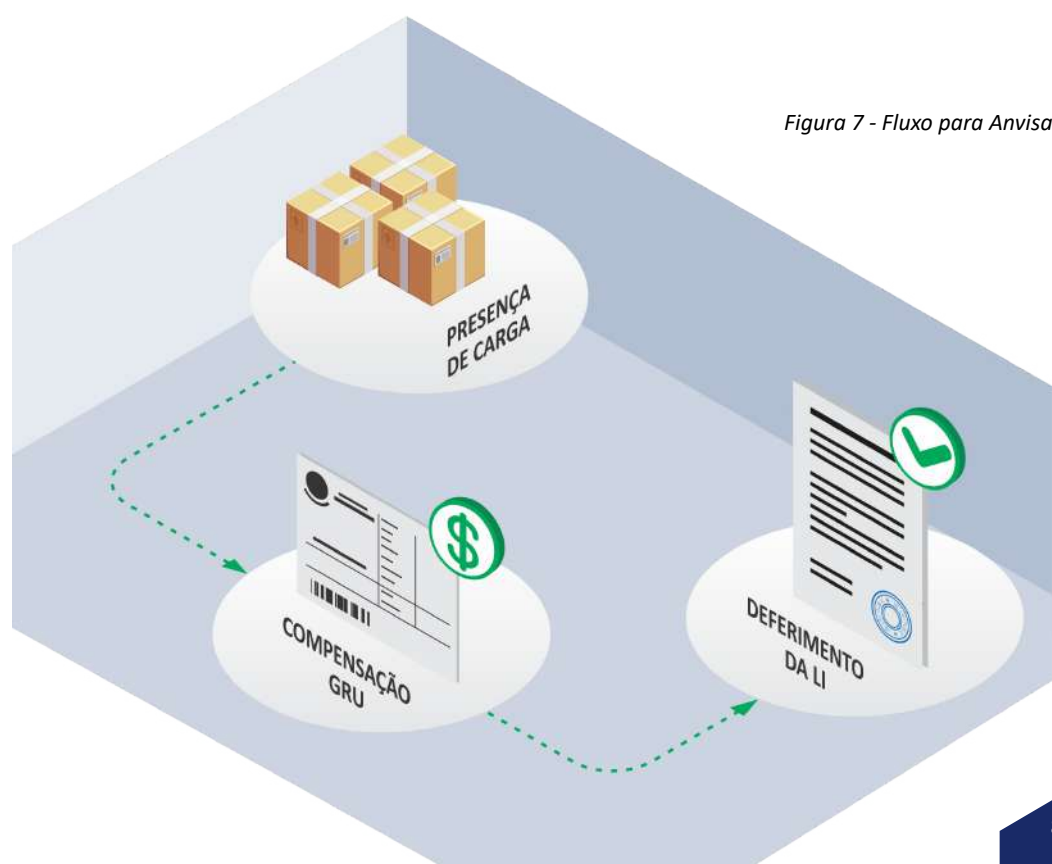 Figura 7 - Fluxo para Anvisa
PRESENÇA
DE CARGA
COMPENSAÇÃO
GRU
DEFERIMENTO
DA LI